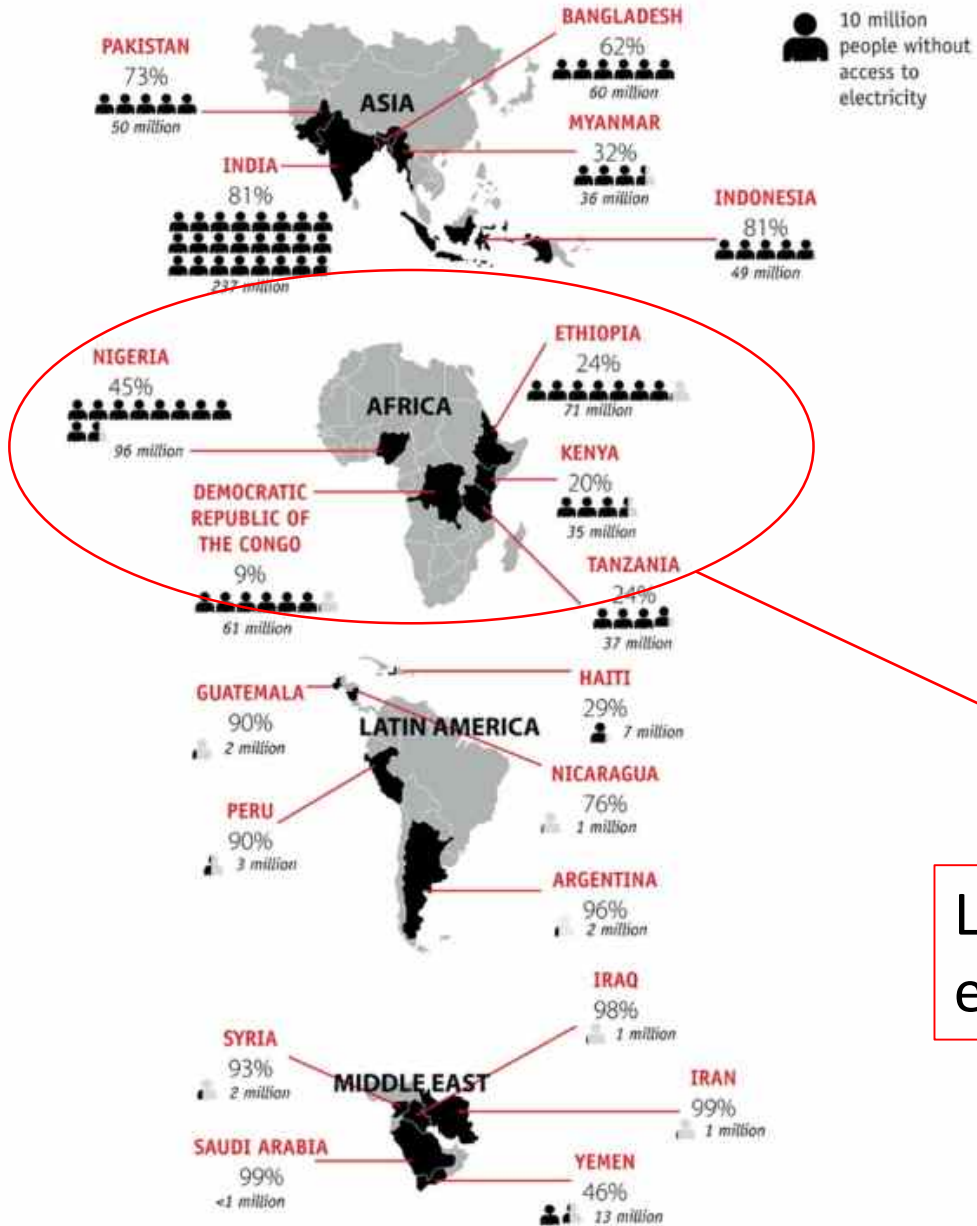 10 million
people without
access to
electricity
PAKISTAN
73%
50 million
BANGLADESH
62%
60 million
ASIA
MYANMAR
32%
36 million
INDIA
81%
237 million
INDONESIA
81%
49 million
NIGERIA
45%
96 million
ETHIOPIA
24%
71 million
AFRICA
KENYA
20%
35 million
DEMOCRATIC
REPUBLIC OF
THE CONGO
9%
61 million
TANZANIA
24%
37 million
GUATEMALA
90%
2 million
HAITI
29%
7 million
LATIN AMERICA
NICARAGUA
76%
1 million
PERU
90%
3 million
ARGENTINA
96%
2 million
L
e
IRAQ
98%
1 million
SYRIA
93%
2 million
MIDDLE EAST
IRAN
99%
1 million
SAUDI ARABIA
99%
<1 million
YEMEN
46%
13 million